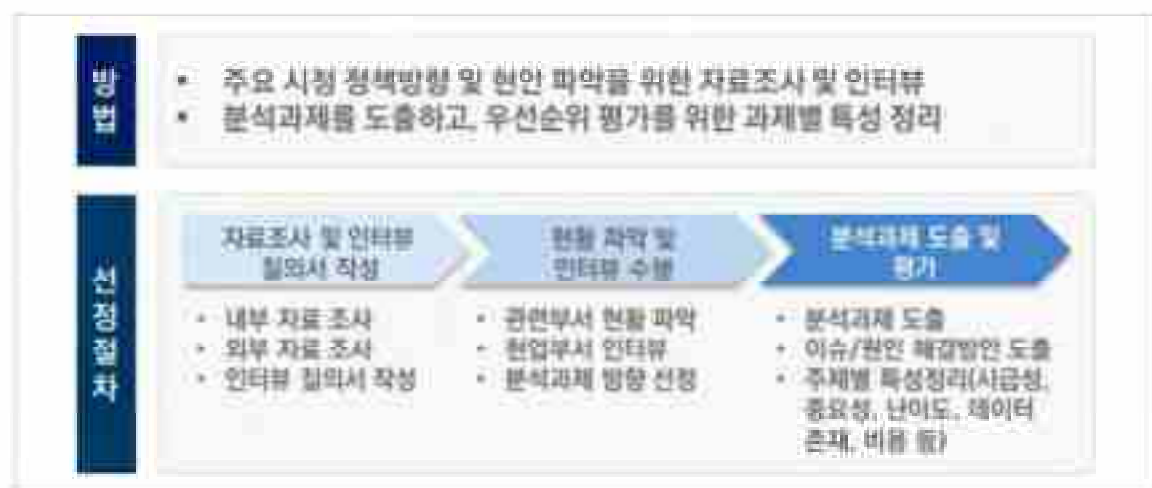 방법
• 주요 시정 정책방향 및 현안 파악을 위한 자료조사 및 인터뷰
• 분석과제를 도출하고, 우선순위 평가를 위한 과제별 특성 정리
선정절차
자료조사 및 인터뷰
질의서 작성
• 내부 자료 조사
• 외부 자료 조사
• 인터뷰 질의서 작성
현황 파악 및
인터뷰 수행
• 관련부서 현황 파악
• 현업부서 인터뷰
• 분석과제 방향 선정
분석과제 도출 및
평가
• 분석과제 도출
• 이슈/원인 해결방안 도출
• 주제별 특성정리(시급성,
중요성, 난이도, 데이터
존재, 비용 등)